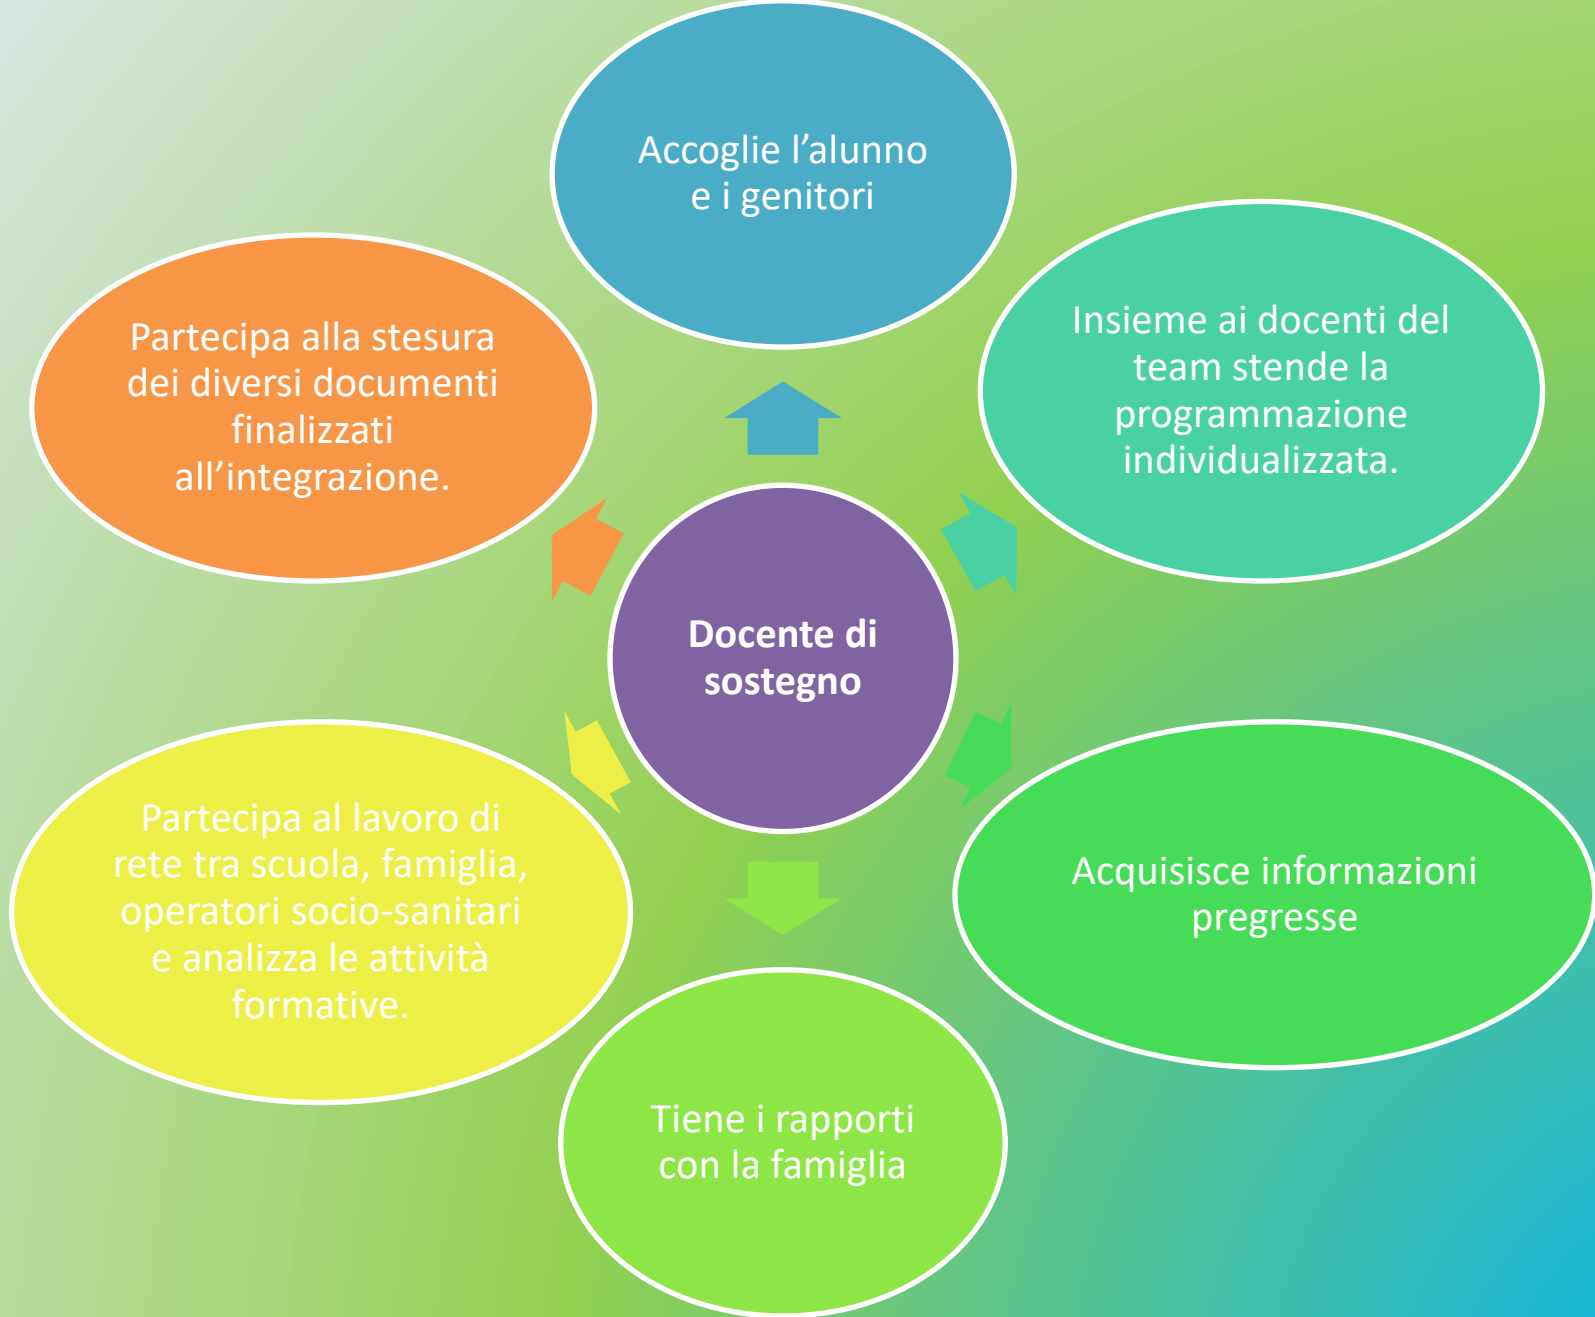 Accoglie l’alunno
e i genitori
Insieme ai docenti del
team stende la
programmazione
individualizzata.
Acquisisce informazioni
pregresse
Tiene i rapporti
con la famiglia
Partecipa al lavoro di
rete tra scuola, famiglia,
operatori socio-sanitari
e analizza le attività
formative.
Partecipa alla stesura
dei diversi documenti
finalizzati
all’integrazione.
Docente di
sostegno